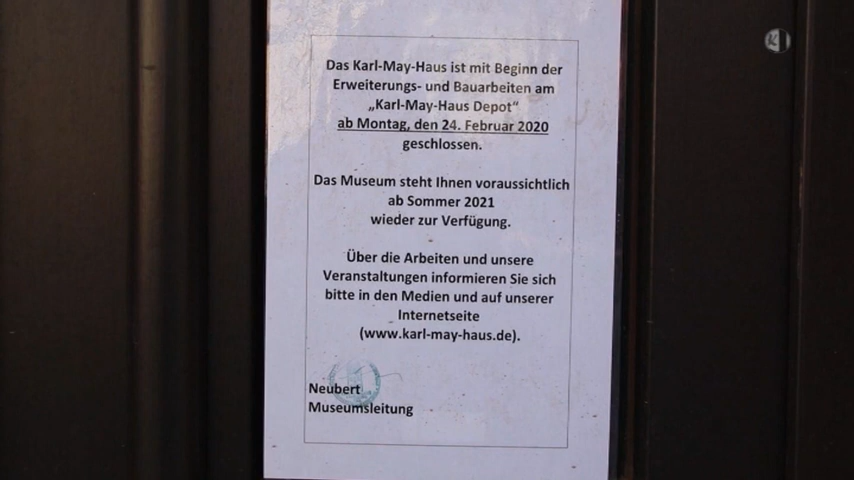 Das Karl-May-Haus ist mit Beginn der
Erweiterungs- und Bauarbeiten am
„Karl-May-Haus Depot“
ab Montag, den 24. Februar 2020
geschlossen.
Das Museum steht Ihnen voraussichtlich
ab Sommer 2021
wieder zur Verfügung.
Über die Arbeiten und unsere
Veranstaltungen informieren Sie sich
bitte in den Medien und auf unserer
Internetseite
(www.karl-may-haus.de).
Neubert
Museumsleitung